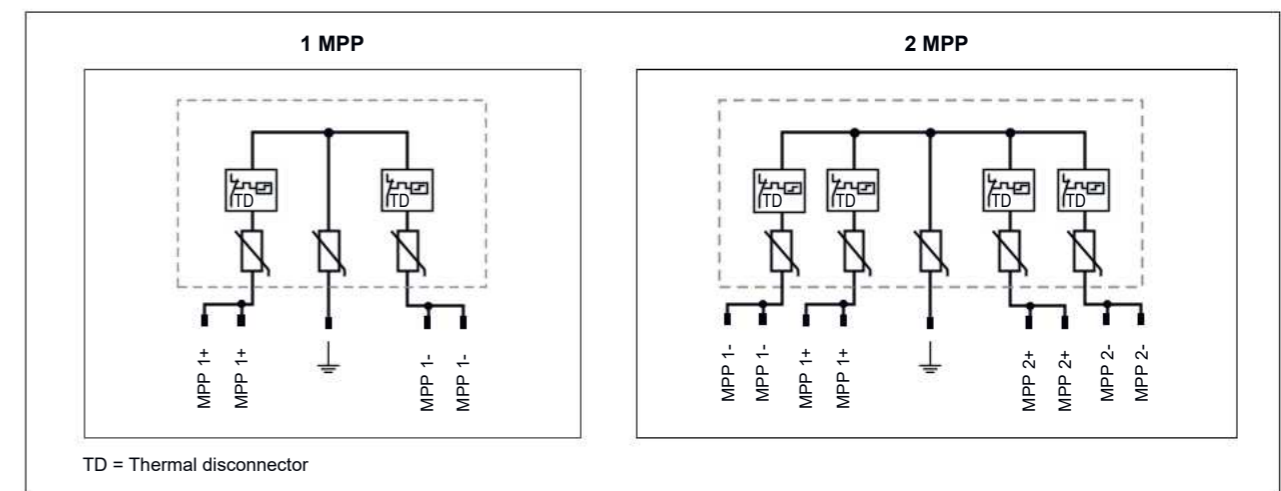 1 MPP
2 MPP
TD
TD
TD
TD
TD
TD
MPP 1+
MPP 1+
MPP 1-
MPP 1-
MPP 1-
MPP 1-
MPP 1+
MPP 1+
MPP 2+
MPP 2+
MPP 2-
MPP 2-
TD = Thermal disconnector